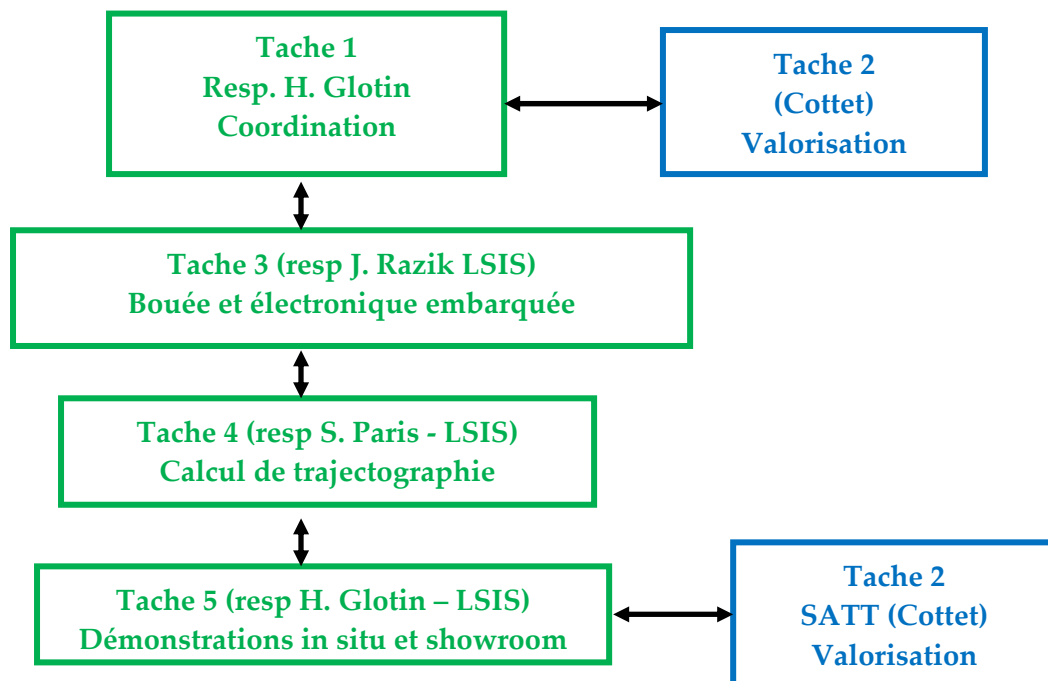 Tache 1
Resp. H. Glotin
Coordination
Tache 2
(Cottet)
Valorisation
Tache 3 (resp J. Razik LSIS)
Bouée et électronique embarquée
Tache 4 (resp S. Paris - LSIS)
Calcul de trajectographie
Tache 5 (resp H. Glotin – LSIS)
Démonstrations in situ et showroom
Tache 2
SATT (Cottet)
Valorisation